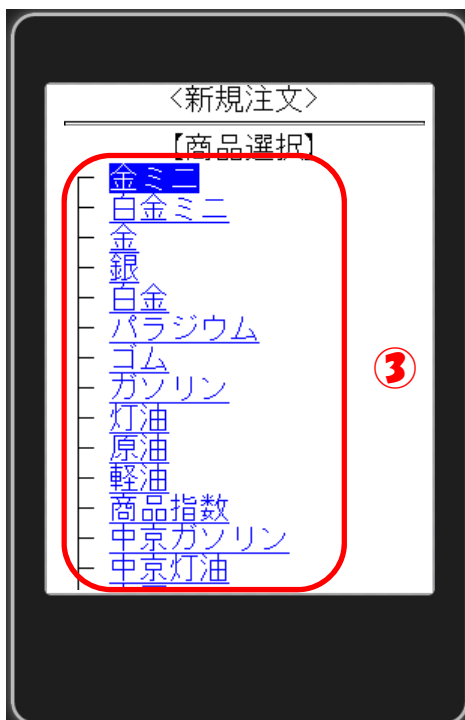 <新規注文>
【商品選択】
金ミニ
白金ミニ
金
銀
白金
パラジウム
ゴム
ガソリン
灯油
原油
軽油
商品指数
中京ガソリン
中京灯油
③